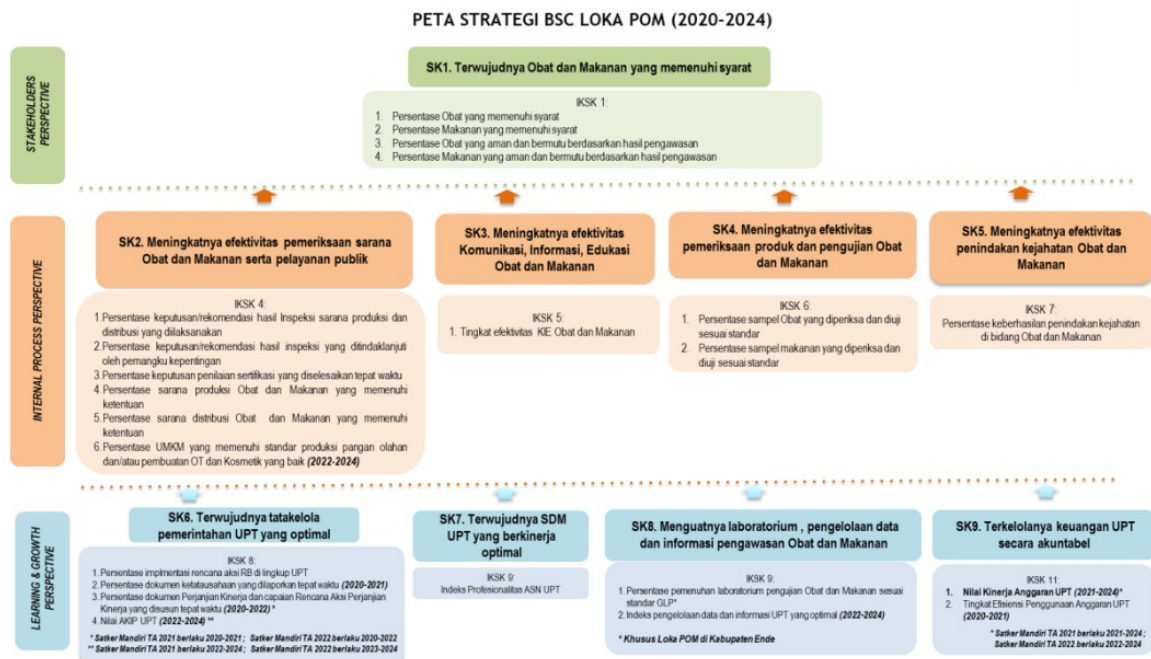 PETA STRATEGI BSC LOKA POM (2020-2024)
STAKEHOLDERS
PERSPECTIVE
SK1. Terwujudnya Obat dan Makanan yang memenuhi syarat
IKSK 1:
1. Persentase Obat yang memenuhi syarat
2. Persentase Makanan yang memenuhi syarat
3. Persentase Obat yang aman dan bermutu berdasarkan hasil pengawasan
4. Persentase Makanan yang aman dan bermutu berdasarkan hasil pengawasan
INTERNAL PROCESS PERSPECTIVE
SK2. Meningkatnya efektivitas pemeriksaan sarana
Obat dan Makanan serta pelayanan publik
IKSK 4:
1.Persentase keputusan/rekomendasi hasil Inspeksi sarana produksi dan
distribusi yang dilaksanakan
2.Persentase keputusan/rekomendasi hasil inspeksi yang ditindaklanjuti
oleh pemangku kepentingan
3.Persentase keputusan penilaian sertifikasi yang diselesaikan tepat waktu
4.Persentase sarana produksi Obat dan Makanan yang memenuhi
ketentuan
5.Persentase sarana distribusi Obat dan Makanan yang memenuhi
ketentuan
6.Persentase UMKM yang memenuhi standar produksi pangan olahan
dan/atau pembuatan OT dan Kosmetik yang baik (2022-2024)
SK3. Meningkatnya efektivitas
Komunikasi, Informasi, Edukasi
Obat dan Makanan
IKSK 5:
1. Tingkat efektivitas KIE Obat dan Makanan
SK4. Meningkatnya efektivitas
pemeriksaan produk dan pengujian Obat
dan Makanan
IKSK 6:
1. Persentase sampel Obat yang diperiksa dan diuji
sesuai standar
2. Persentase sampel makanan yang diperiksa dan
diuji sesuai standar
SK5. Meningkatnya efektivitas
penindakan kejahatan Obat dan
Makanan
IKSK 7:
Persentase keberhasilan penindakan kejahatan
di bidang Obat dan Makanan
LEARNING & GROWTH
PERSPECTIVE
SK6. Terwujudnya tatakelola
pemerintahan UPT yang optimal
IKSK 8:
1.Persentase implmentasi rencana aksi RB di lingkup UPT
2.Persentase dokumen ketatausahaan yang dilaporkan tepat waktu (2020-2021)
3.Persentase dokumen Perjanjian Kinerja dan capaian Rencana Aksi Perjanjian
Kinerja yang disusun tepat waktu (2020-2022) *
4.Nilai AKIP UPT (2022-2024) **
* Satker Mandiri TA 2021 berlaku 2020-2021 ; Satker Mandiri TA 2022 berlaku 2020-2022
** Satker Mandiri TA 2021 berlaku 2022-2024 ; Satker Mandiri TA 2022 berlaku 2023-2024
SK7. Terwujudnya SDM
UPT yang berkinerja
optimal
IKSK 9:
Indeks Profesionalitas ASN UPT
SK8. Menguatnya laboratorium , pengelolaan data
dan informasi pengawasan Obat dan Makanan
IKSK 9:
1.Persentase pemenuhan laboratorium pengujian Obat dan Makanan sesuai
standar GLP*
2.Indeks pengelolaan data dan informasi UPT yang optimal (2022-2024)
* Khusus Loka POM di Kabupaten Ende
SK9. Terkelolanya keuangan UPT
secara akuntabel
IKSK 11:
1. Nilai Kinerja Anggaran UPT (2021-2024)*
2. Tingkat Efisiensi Penggunaan Anggaran UPT
(2020-2021)
* Satker Mandiri TA 2021 berlaku 2021-2024 ;
Satker Mandiri TA 2022 berlaku 2022-2024